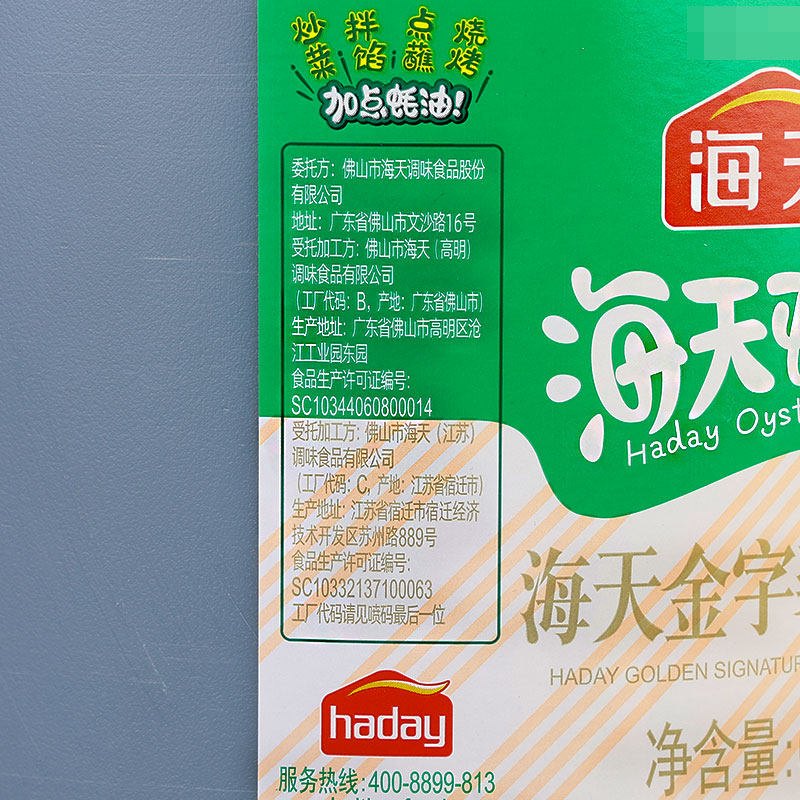 炒 拌 点 烧
菜 馅 蘸 烤
加点蚝油!
委托方：佛山市海天调味食品股份
有限公司
地址：广东省佛山市文沙路16号
受托加工方：佛山市海天（高明）
调味食品有限公司
（工厂代码：B，产地：广东省佛山市）
生产地址：广东省佛山市高明区沧
江工业园东园
食品生产许可证编号：
SC10344060800014
受托加工方：佛山市海天（江苏）
调味食品有限公司
（工厂代码：C，产地：江苏省宿迁市）
生产地址：江苏省宿迁市宿迁经济
技术开发区苏州路889号
食品生产许可证编号：
SC10332137100063
工厂代码请见喷码最后一位
haday
服务热线:400-8899-813
海天
海天
Haday
海天金字
HADAY GOLDEN
净含量: